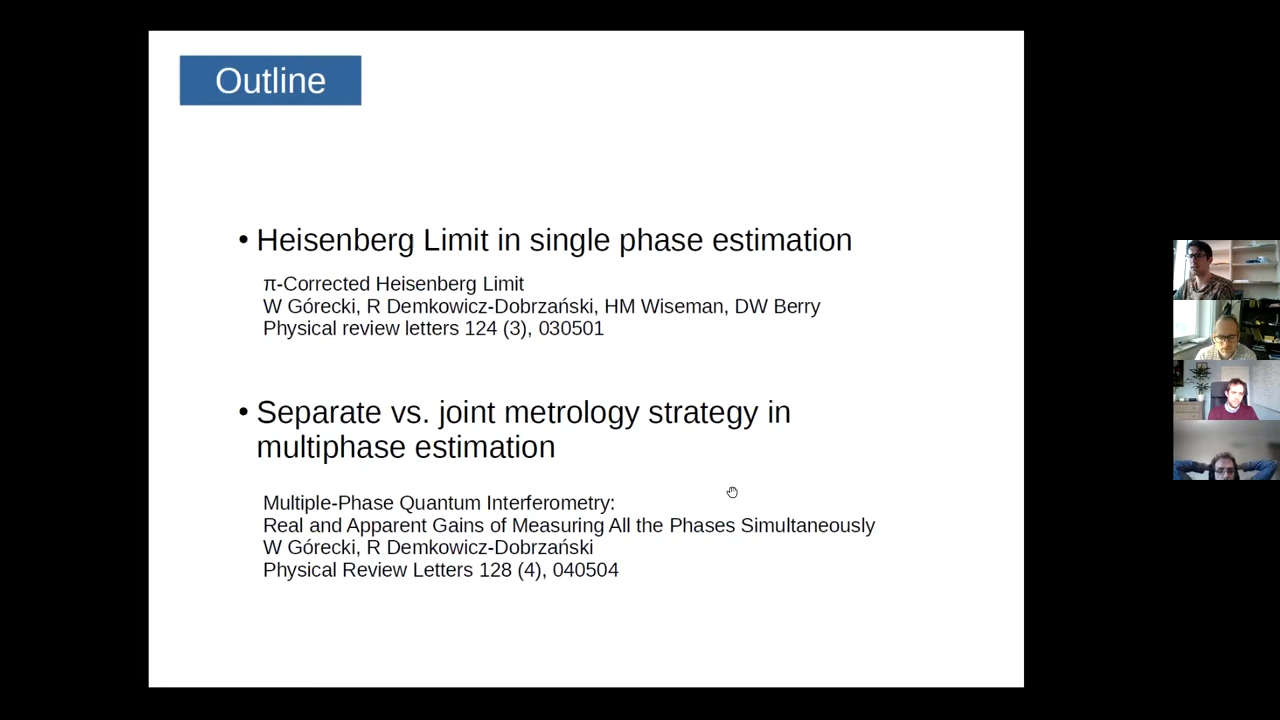 Outline
• Heisenberg Limit in single phase estimation
π-Corrected Heisenberg Limit
W Górecki, R Demkowicz-Dobrzański, HM Wiseman, DW Berry
Physical review letters 124 (3), 030501
• Separate vs. joint metrology strategy in
multiphase estimation
Multiple-Phase Quantum Interferometry:
Real and Apparent Gains of Measuring All the Phases Simultaneously
W Górecki, R Demkowicz-Dobrzański
Physical Review Letters 128 (4), 040504